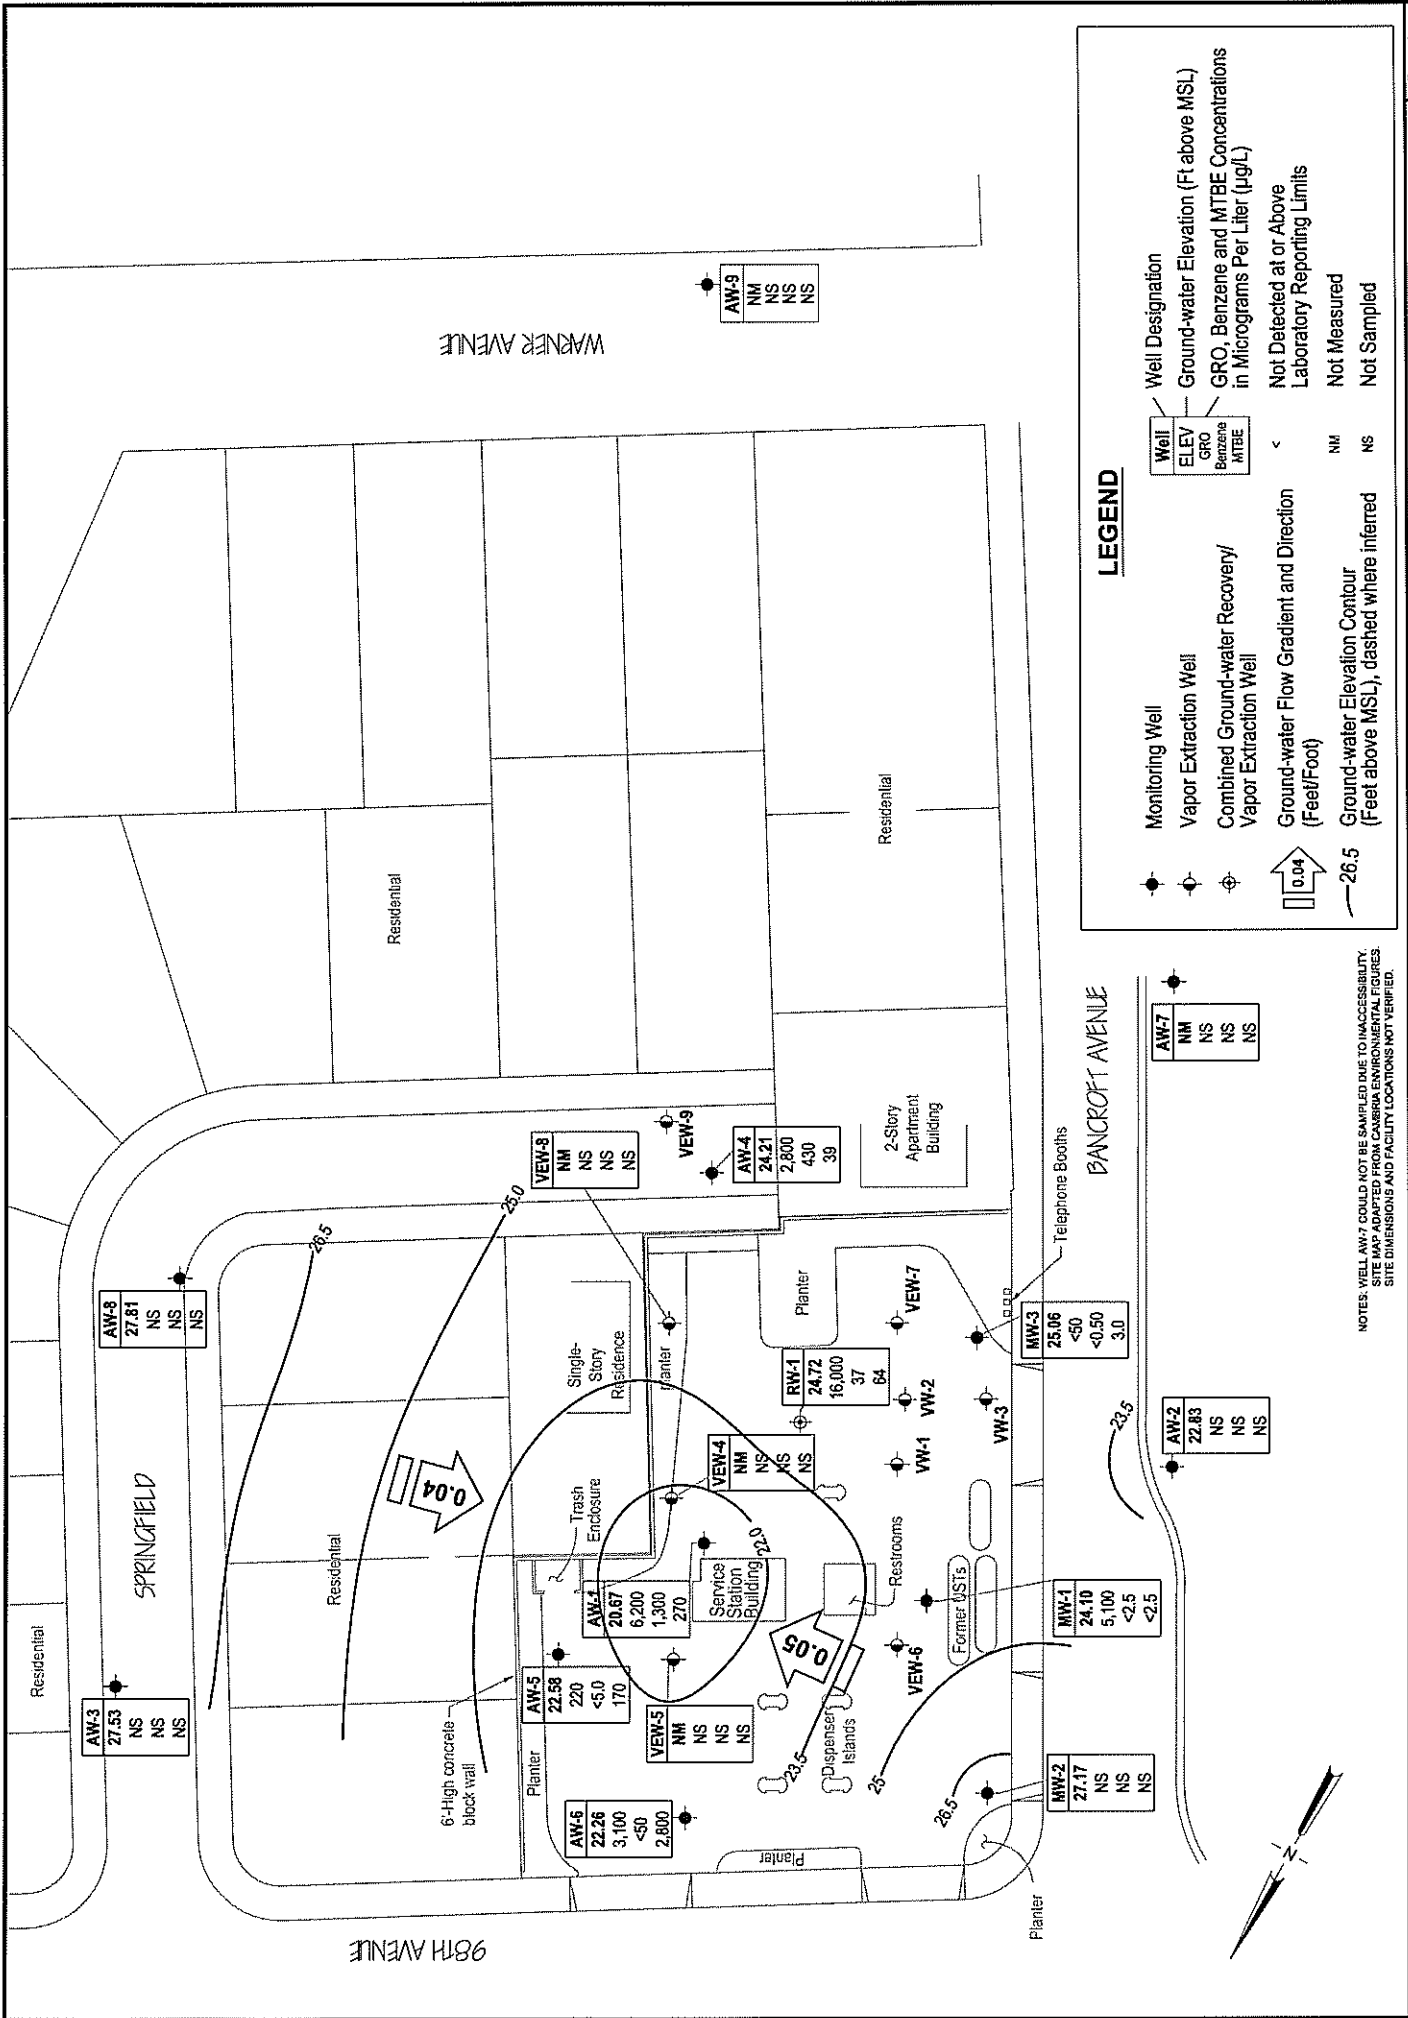 SPRINGFIELD
WARNER AVENUE
98TH AVENUE
BANCROFT AVENUE
Residential
Residential
Residential
Residential
AW-3
27.53
NS
NS
NS
AW-8
27.81
NS
NS
NS
26.5
25.0
0.04
6'-High concrete
block wall
Trash
Enclosure
Single-
Story
Residence
Planter
Planter
Planter
Planter
Planter
VEW-8
NM
NS
NS
NS
VEW-9
AW-4
24.21
2,800
430
39
2-Story
Apartment
Building
AW-9
NM
NS
NS
NS
AW-5
22.58
220
<5.0
170
AW-1
20.67
6,200
1,300
270
AW-6
22.26
3,100
<50
2,800
VEW-5
NM
NS
NS
NS
VEW-4
NM
NS
NS
NS
Service
Station
Building
22.0
0.05
23.5
RW-1
24.72
16,000
37
64
VEW-7
VW-2
VW-1
VW-3
VEW-6
Restrooms
Dispenser
Islands
Former USTs
25
26.5
MW-3
25.06
<50
<0.50
3.0
Telephone Booths
MW-1
24.10
5,100
<2.5
<2.5
MW-2
27.17
NS
NS
NS
23.5
AW-2
22.83
NS
NS
NS
AW-7
NM
NS
NS
NS
N
NOTES: WELL AW-7 COULD NOT BE SAMPLED DUE TO INACCESSIBILITY.
SITE MAP ADAPTED FROM CAMBRIA ENVIRONMENTAL FIGURES.
SITE DIMENSIONS AND FACILITY LOCATIONS NOT VERIFIED.
LEGEND
Monitoring Well
Vapor Extraction Well
Combined Ground-water Recovery/
Vapor Extraction Well
0.04
Ground-water Flow Gradient and Direction
(Feet/Foot)
26.5
Ground-water Elevation Contour
(Feet above MSL), dashed where inferred
Well
ELEV
GRO
Benzene
MTBE
Well Designation
Ground-water Elevation (Ft above MSL)
GRO, Benzene and MTBE Concentrations
in Micrograms Per Liter (µg/L)
< Not Detected at or Above
Laboratory Reporting Limits
NM Not Measured
NS Not Sampled